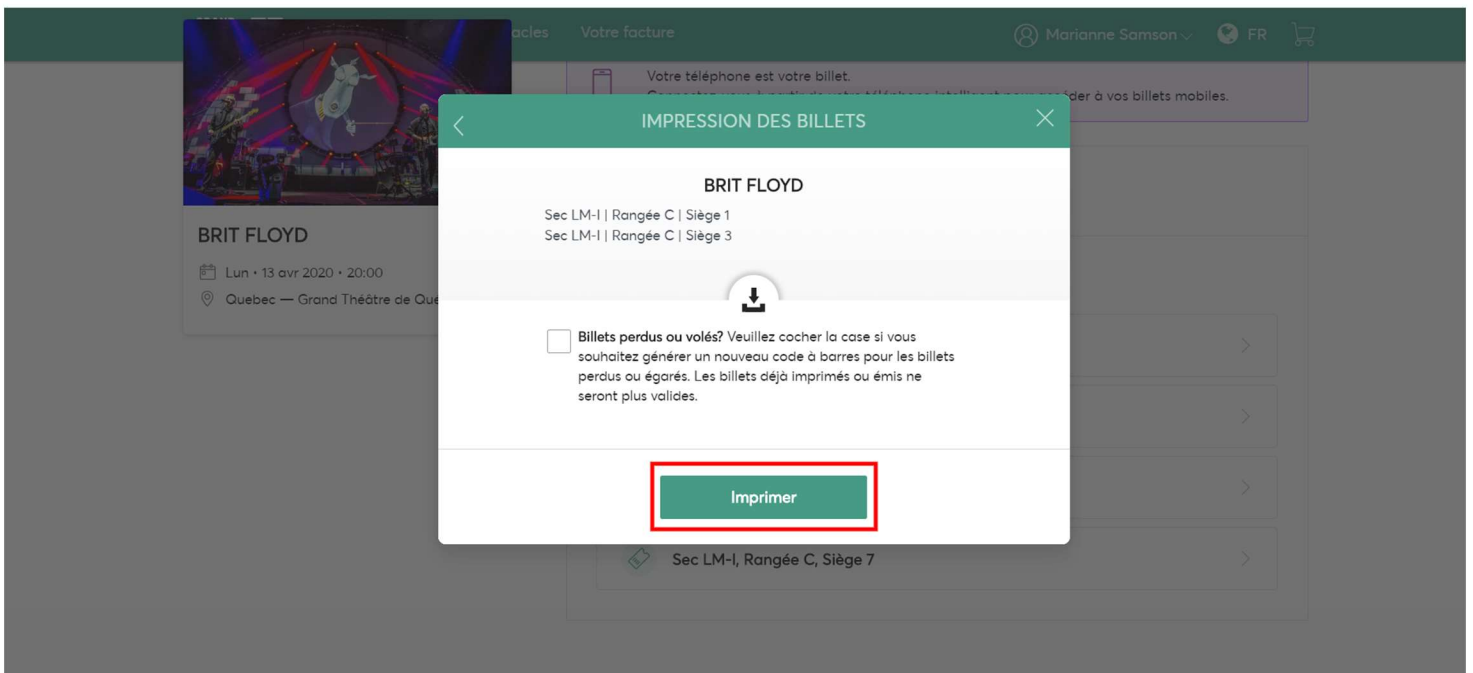 acles
Votre facture
Marianne Samson
FR
Votre téléphone est votre billet.
der à vos billets mobiles.
IMPRESSION DES BILLETS
BRIT FLOYD
Sec LM-I | Rangée C | Siège 1
Sec LM-I | Rangée C | Siège 3
BRIT FLOYD
Lun • 13 avr 2020 • 20:00
Quebec — Grand Théâtre de Qué
Billets perdus ou volés? Veuillez cocher la case si vous
souhaitez générer un nouveau code à barres pour les billets
perdus ou égarés. Les billets déjà imprimés ou émis ne
seront plus valides.
Imprimer
Sec LM-I, Rangée C, Siège 7